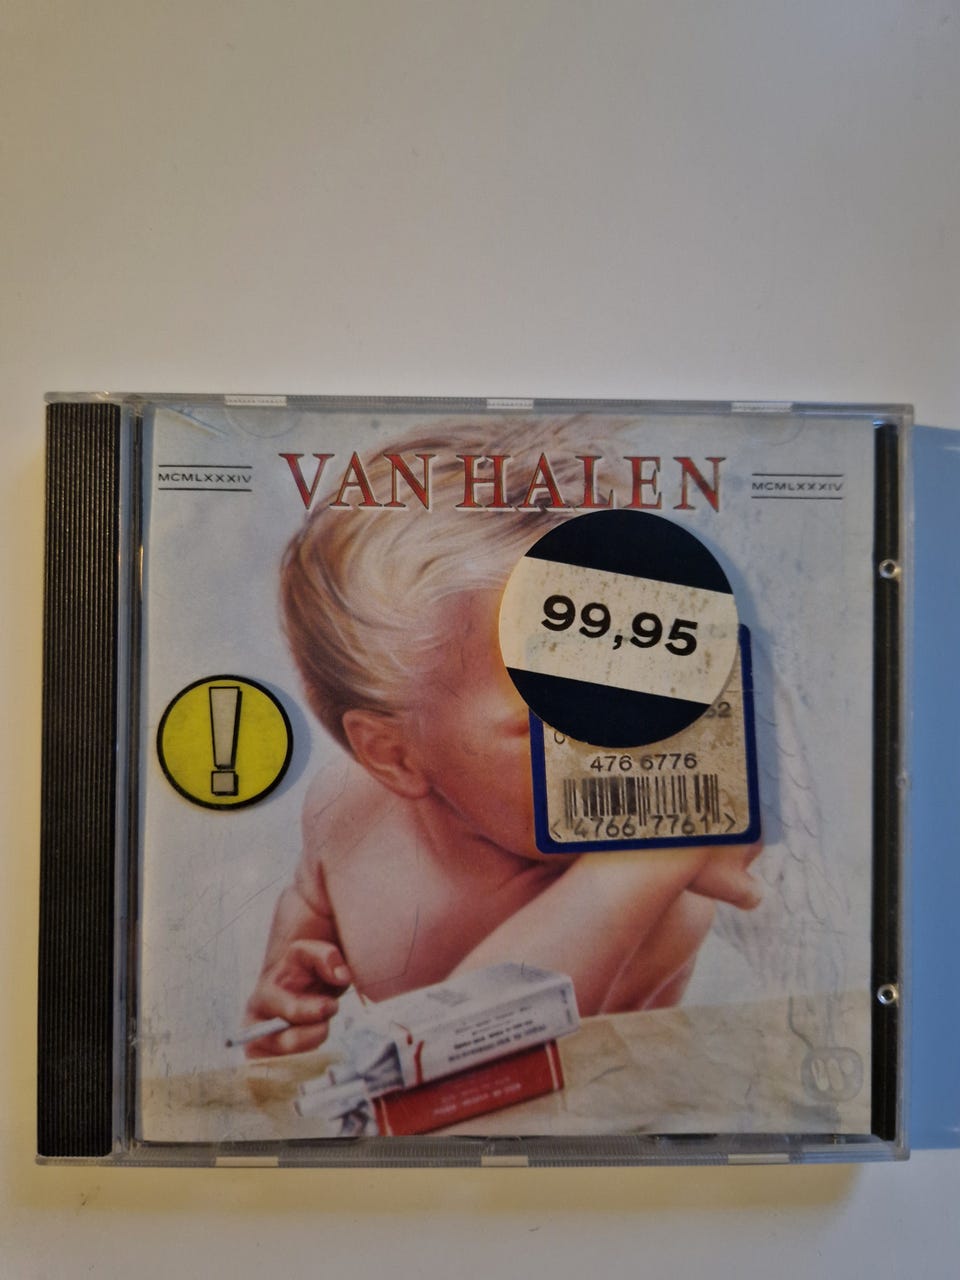 VAN HALEN
MCMLXXXIV
MCMLXXXIV
99,95
!
476 6776
< 4766 7761 >